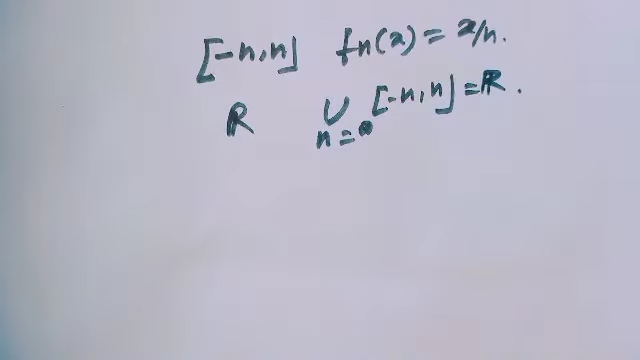 [-n,n] fn(x) = x/n.
R ∪ [-n,n] = R.
n=∞